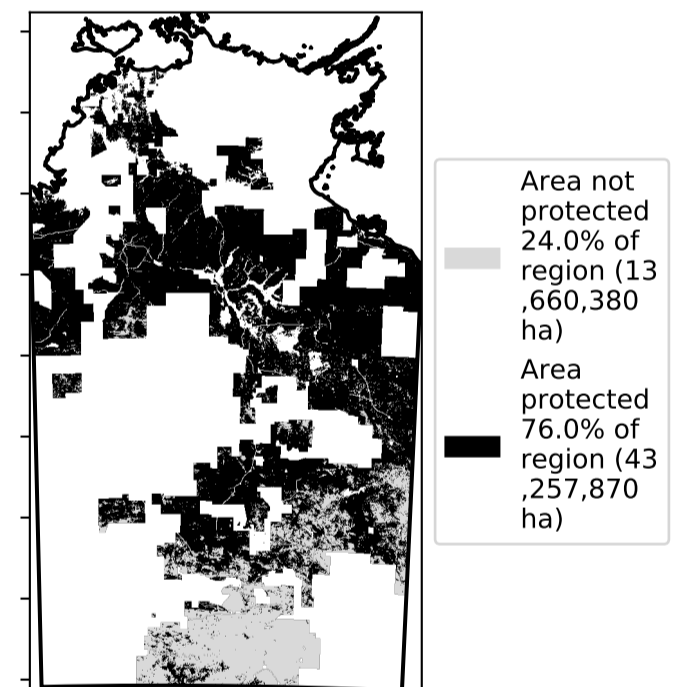 Area not
protected
24.0% of
region (13
,660,380
ha)
Area
protected
76.0% of
region (43
,257,870
ha)